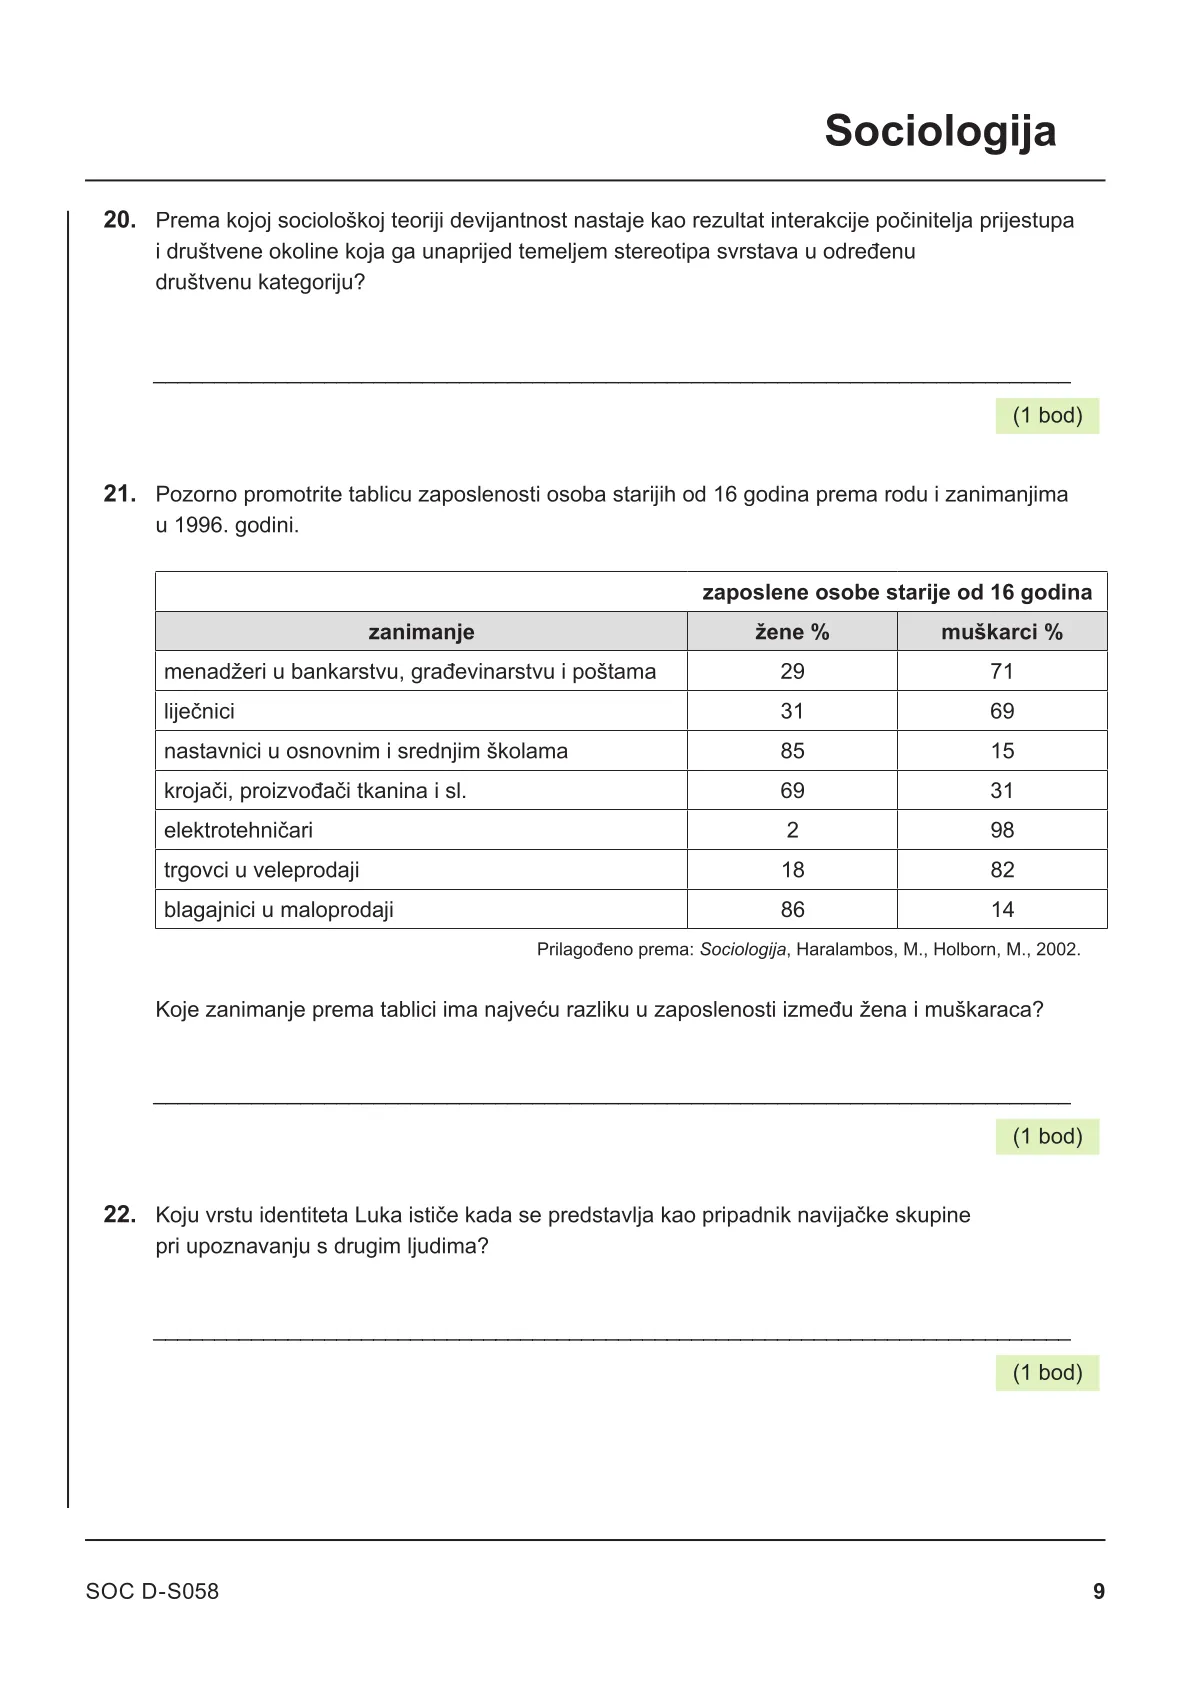 Sociologija
20. Prema kojoj sociološkoj teoriji devijantnost nastaje kao rezultat interakcije počinitelja prijestupa
i društvene okoline koja ga unaprijed temeljem stereotipa svrstava u određenu
društvenu kategoriju?
(1 bod)
21. Pozorno promotrite tablicu zaposlenosti osoba starijih od 16 godina prema rodu i zanimanjima
u 1996. godini.
zaposlene osobe starije od 16 godina
zanimanje žene % muškarci %
menadžeri u bankarstvu, građevinarstvu i poštama 29 71
liječnici 31 69
nastavnici u osnovnim i srednjim školama 85 15
krojači, proizvođači tkanina i sl. 69 31
elektrotehničari 2 98
trgovci u veleprodaji 18 82
blagajnici u maloprodaji 86 14
Prilagođeno prema: Sociologija, Haralambos, M., Holborn, M., 2002.
Koje zanimanje prema tablici ima najveću razliku u zaposlenosti između žena i muškaraca?
(1 bod)
22. Koju vrstu identiteta Luka ističe kada se predstavlja kao pripadnik navijačke skupine
pri upoznavanju s drugim ljudima?
(1 bod)
SOC D-S058 9